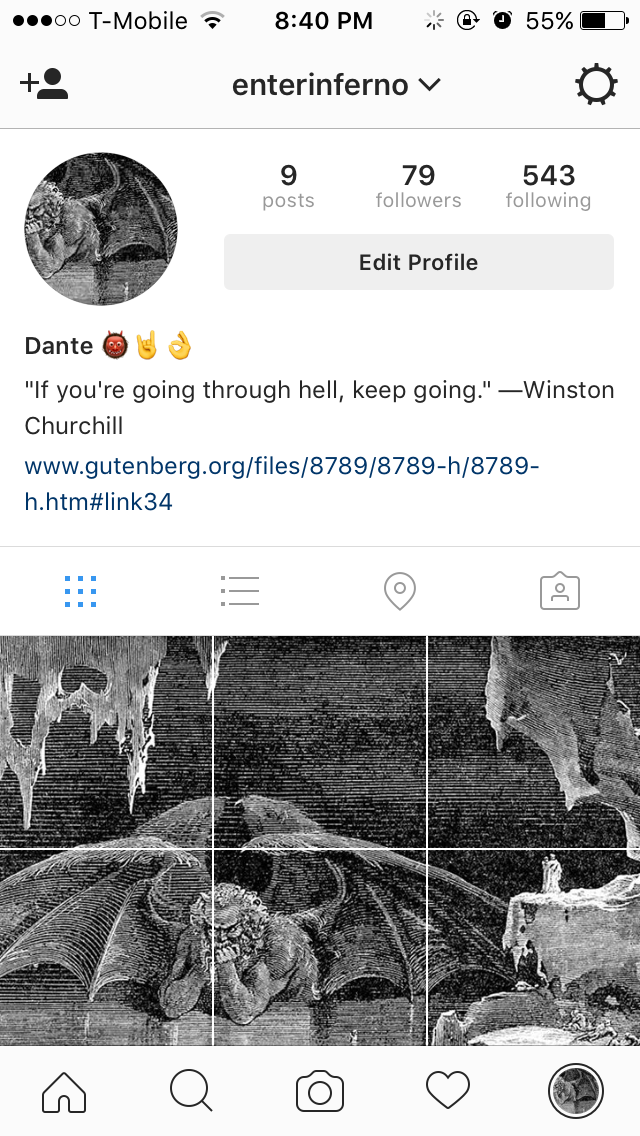 T-Mobile 8:40 PM 55%
enterinferno
9 79 543
posts followers following
Edit Profile
Dante 👹🤘👌
"If you're going through hell, keep going." —Winston
Churchill
www.gutenberg.org/files/8789/8789-h/8789-
h.htm#link34